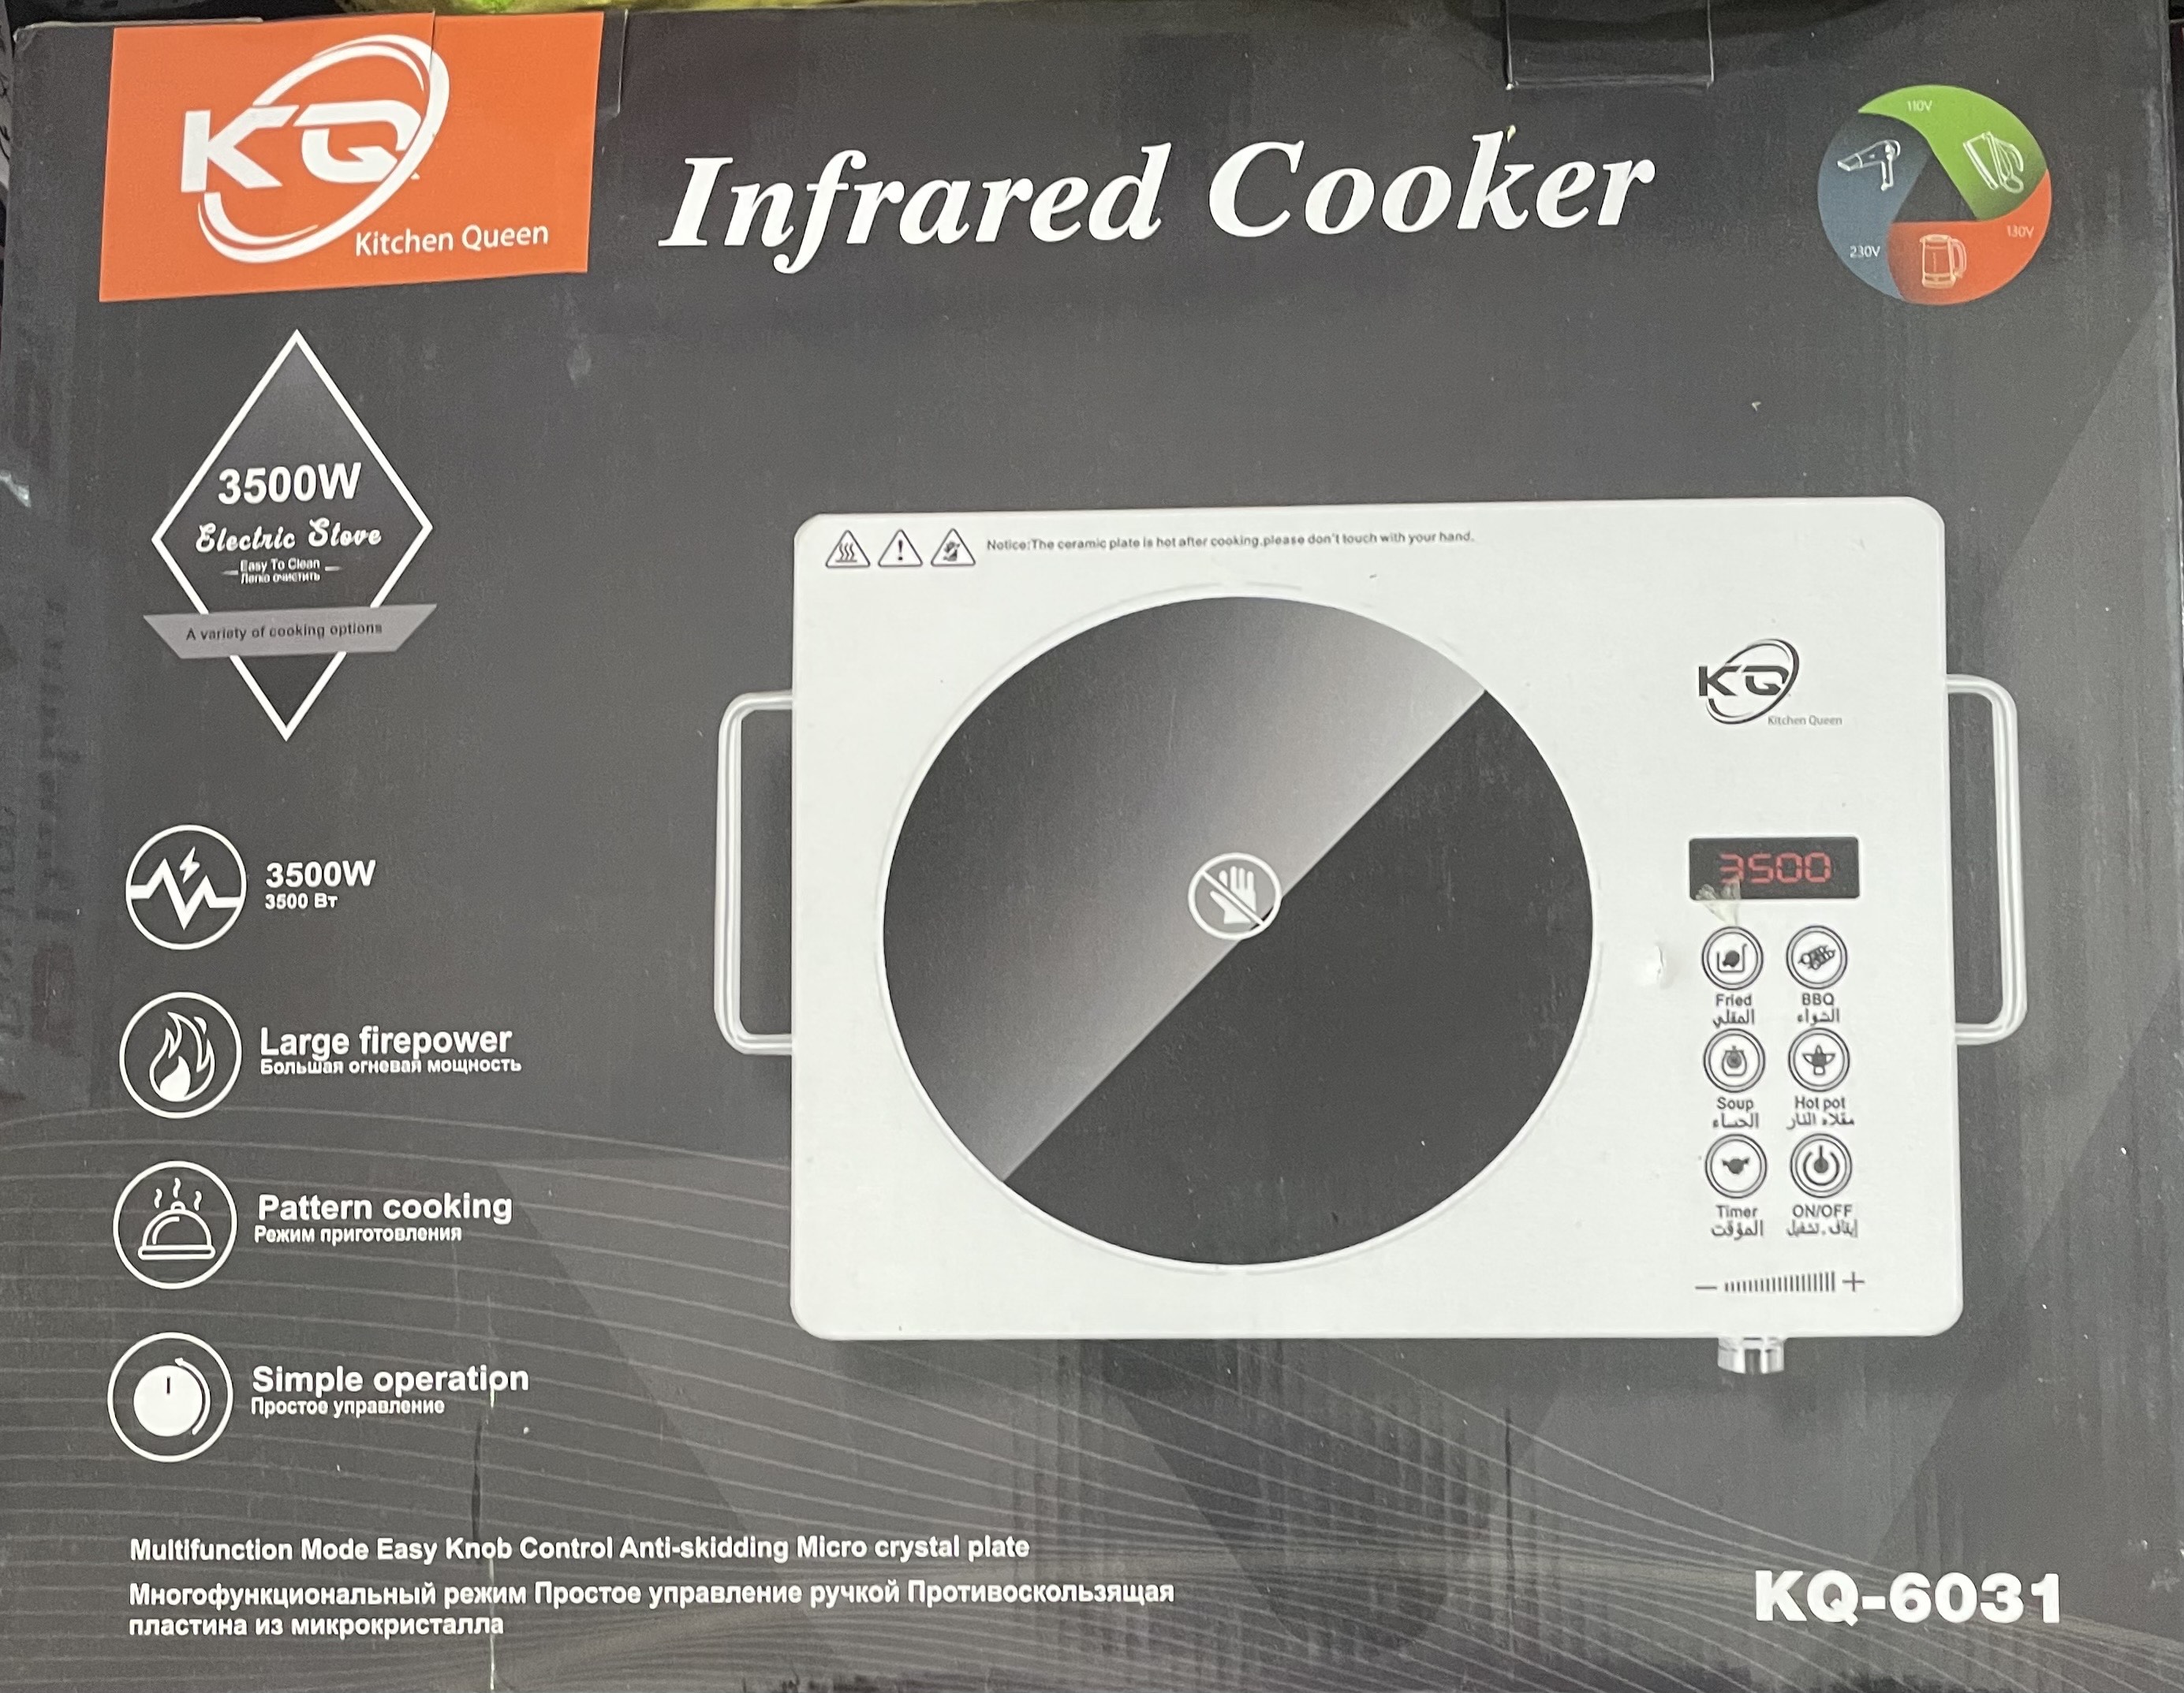 KQ
Kitchen Queen
Infrared Cooker
110V
130V
230V
3500W
Electric Stove
Easy To Clean
Легко очистить
A variety of cooking options
3500W
3500 Вт
Large firepower
Большая огневая мощность
Pattern cooking
Режим приготовления
Simple operation
Простое управление
Notice:The ceramic plate is hot after cooking.please don't touch with your hand.
KQ
Kitchen Queen
3500
Fried BBQ
المقلي الشواء
Soup Hot pot
الحساء مقلاه النار
Timer ON/OFF
المؤقت إيقاف.تشغيل
− +
Multifunction Mode Easy Knob Control Anti-skidding Micro crystal plate
Многофункциональный режим Простое управление ручкой Противоскользящая
пластина из микрокристалла
KQ-6031